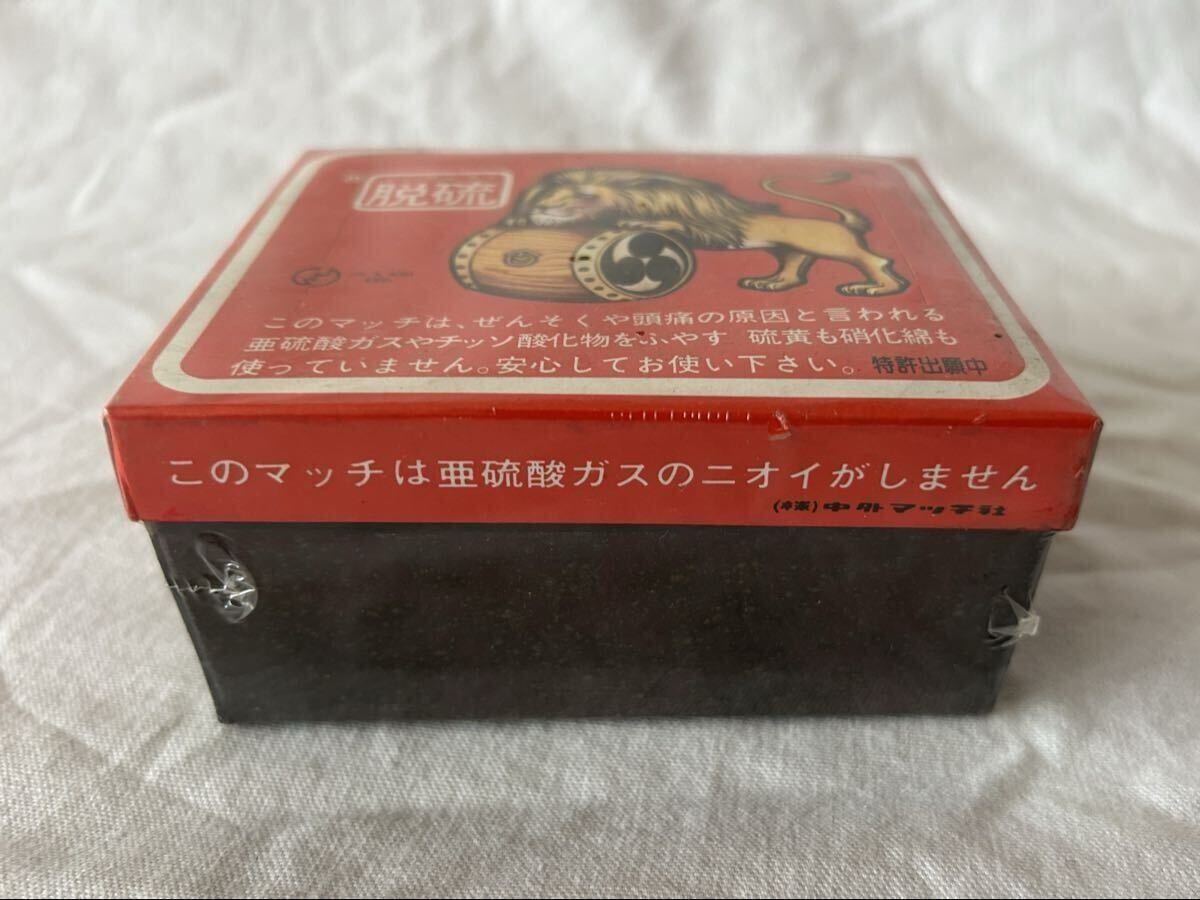 “脱硫
このマッチは、ぜんそくや頭痛の原因と言われる
亜硫酸ガスやチッソ酸化物をふやす 硫黄も硝化綿も
使っていません。安心してお使い下さい。 特許出願中
このマッチは亜硫酸ガスのニオイがしません
(株)中外マッチ社